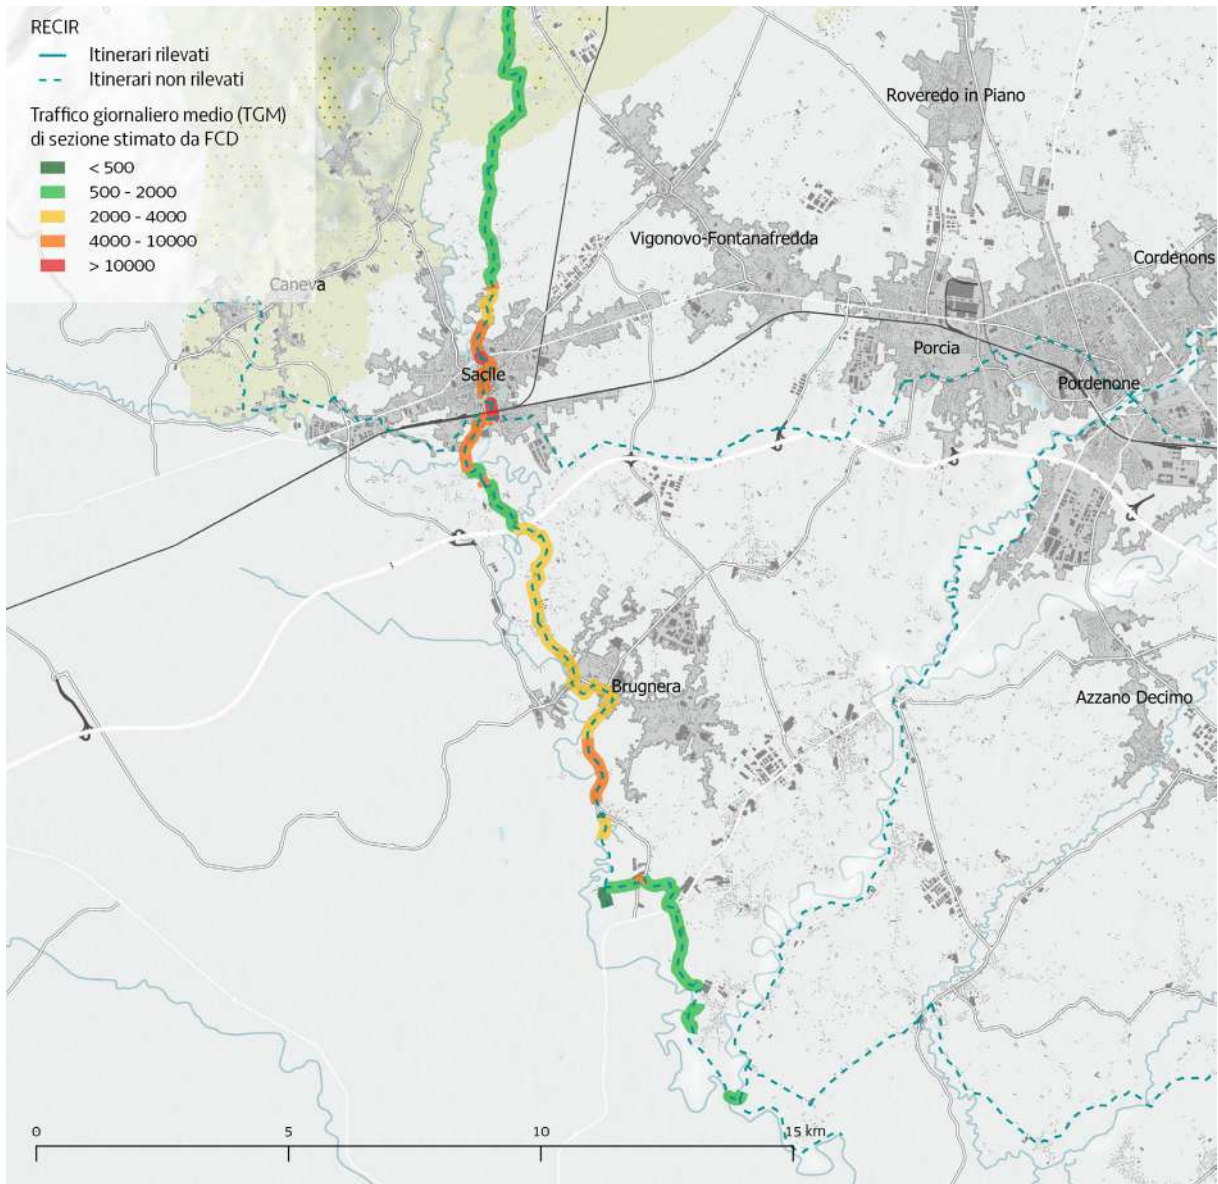 RECIR
Itinerari rilevati
Itinerari non rilevati
Traffico giornaliero medio (TGM)
di sezione stimato da FCD
< 500
500 - 2000
2000 - 4000
4000 - 10000
> 10000
Roveredo in Piano
Vigonovo-Fontanafredda
Cordenons
Caneva
Porcia
Sacile
Pordenone
Brugnera
Azzano Decimo
0 5 10 15 km